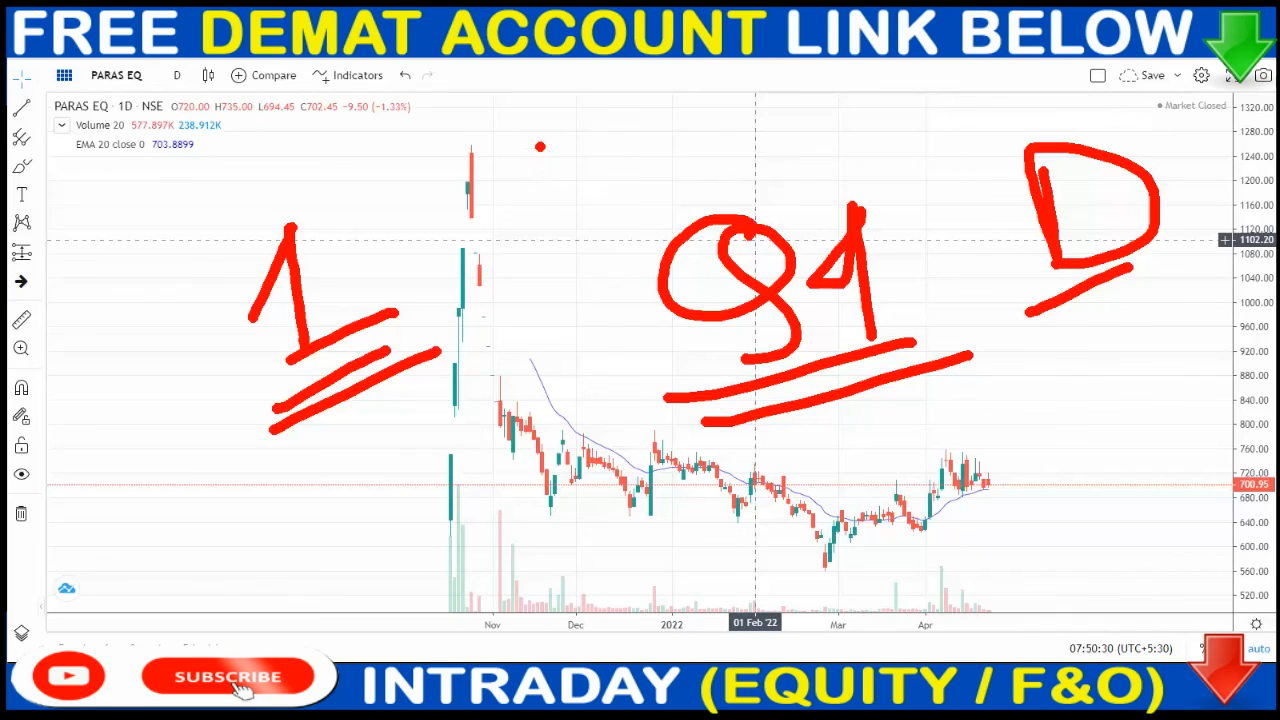 FREE DEMAT ACCOUNT LINK BELOW
PARAS EQ D Compare Indicators Save
PARAS EQ · 1D · NSE O720.00 H735.00 L694.45 C702.45 −9.50 (−1.33%)
Market Closed
Volume 20 577.897K 238.912K
EMA 20 close 0 703.8899
1320.00
1280.00
1240.00
1200.00
1160.00
1102.20
1080.00
1040.00
1000.00
960.00
920.00
880.00
840.00
800.00
760.00
720.00
700.95
680.00
640.00
600.00
560.00
520.00
1
D
Nov Dec 2022 01 Feb '22 Mar Apr
07:50:30 (UTC+5:30) % auto
SUBSCRIBE
INTRADAY (EQUITY / F&O)